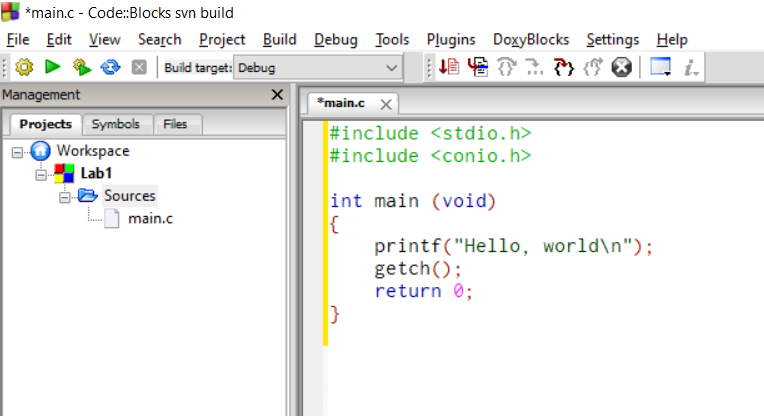 *main.c - Code::Blocks svn build
File Edit View Search Project Build Debug Tools Plugins DoxyBlocks Settings Help
Build target: Debug
Management
Projects Symbols Files
Workspace
Lab1
Sources
main.c
*main.c
#include <stdio.h>
#include <conio.h>
int main (void)
{
printf("Hello, world\n");
getch();
return 0;
}